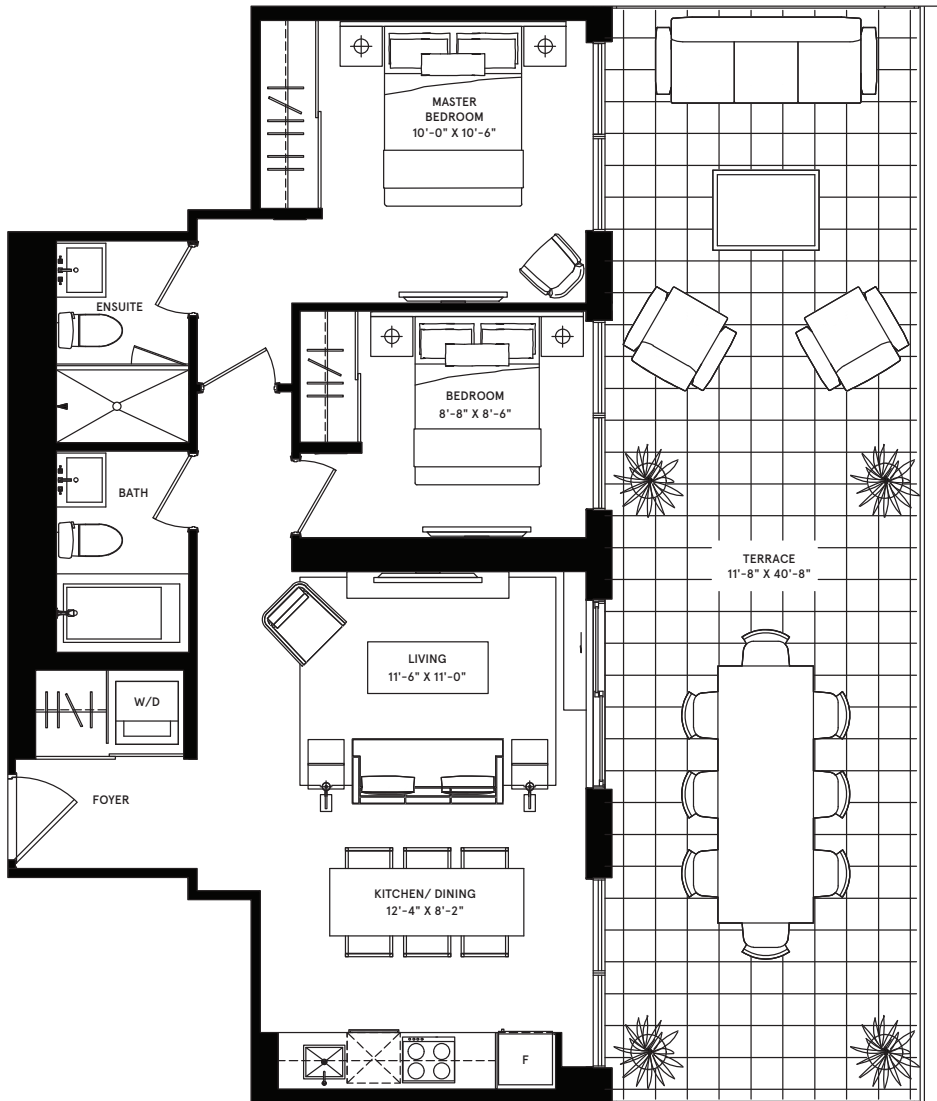 MASTER
BEDROOM
10'-0" X 10'-6"
ENSUITE
BEDROOM
8'-8" X 8'-6"
BATH
TERRACE
11'-8" X 40'-8"
LIVING
11'-6" X 11'-0"
W/D
FOYER
KITCHEN/ DINING
12'-4" X 8'-2"
F